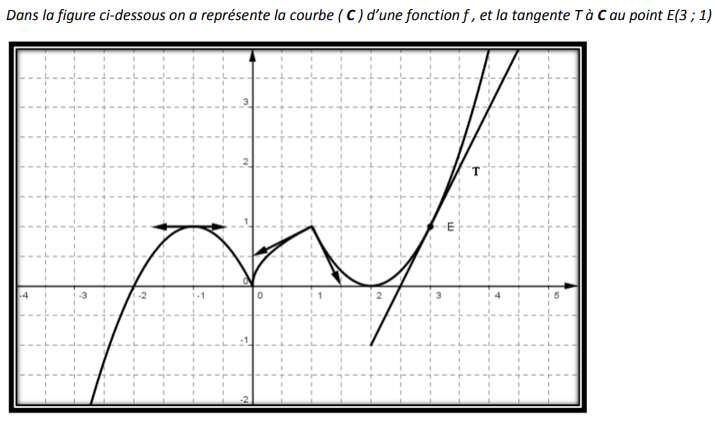 Dans la figure ci-dessous on a représente la courbe ( C ) d'une fonction f , et la tangente T à C au point E(3 ; 1)
3
2
T
1
E
0
-4 -3 -2 -1 0 1 2 3 4 5
-1
-2